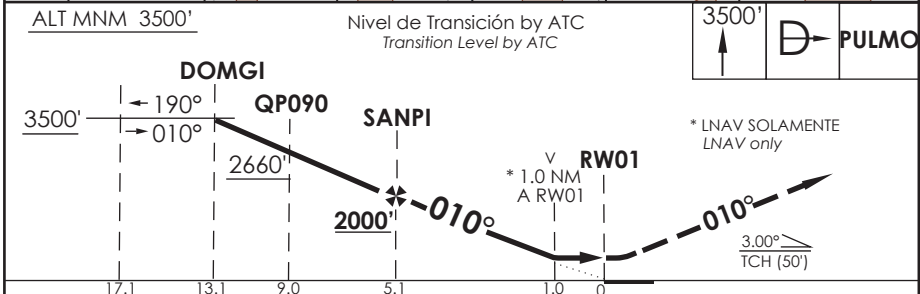 ALT MNM 3500'
Nivel de Transición by ATC
Transition Level by ATC
3500'
D
PULMO
DOMGI
190°
QP090
SANPI
3500'
010°
* LNAV SOLAMENTE
LNAV only
V
RW01
* 1.0 NM
A RW01
2660'
2000'
010°
010°
3.00°
TCH (50')
17.1
13.1
9.0
5.1
1.0
0